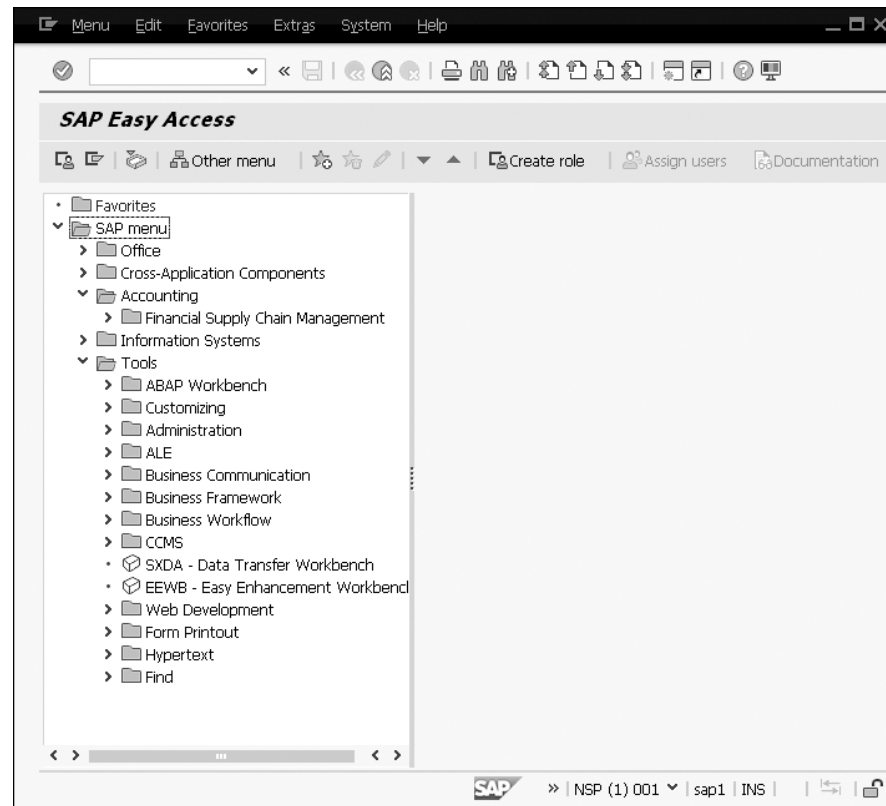 Menu Edit Favorites Extras System Help
SAP Easy Access
Other menu Create role Assign users Documentation
Favorites
SAP menu
Office
Cross-Application Components
Accounting
Financial Supply Chain Management
Information Systems
Tools
ABAP Workbench
Customizing
Administration
ALE
Business Communication
Business Framework
Business Workflow
CCMS
SXDA - Data Transfer Workbench
EEWB - Easy Enhancement Workbencl
Web Development
Form Printout
Hypertext
Find
SAP » | NSP (1) 001 | sap1 | INS |